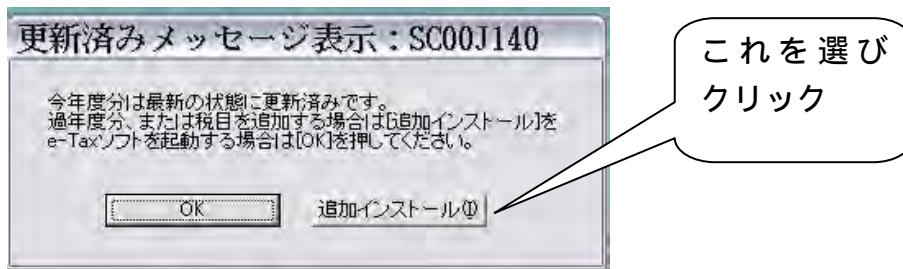 更新済みメッセージ表示：SC00J140
今年度分は最新の状態に更新済みです。
過年度分、または税目を追加する場合は[追加インストール]を
e-Taxソフトを起動する場合は[OK]を押してください。
OK
追加インストール(I)
これを選び
クリック